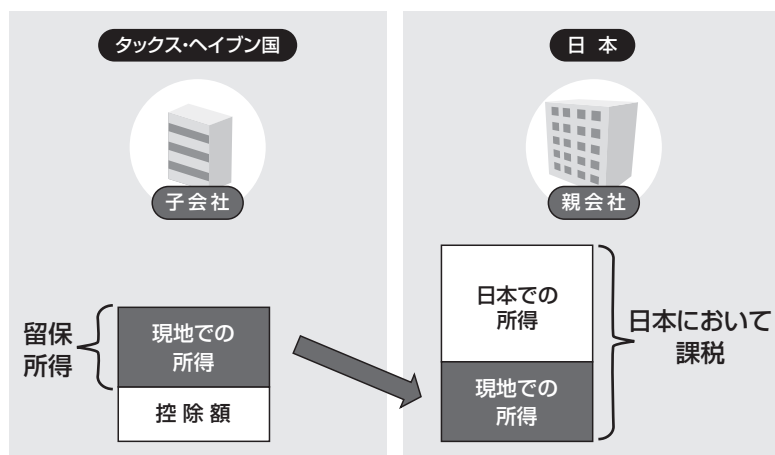 タックス・ヘイブン国
子会社
留保
所得
現地での
所得
控除額
日本
親会社
日本での
所得
現地での
所得
日本において
課税